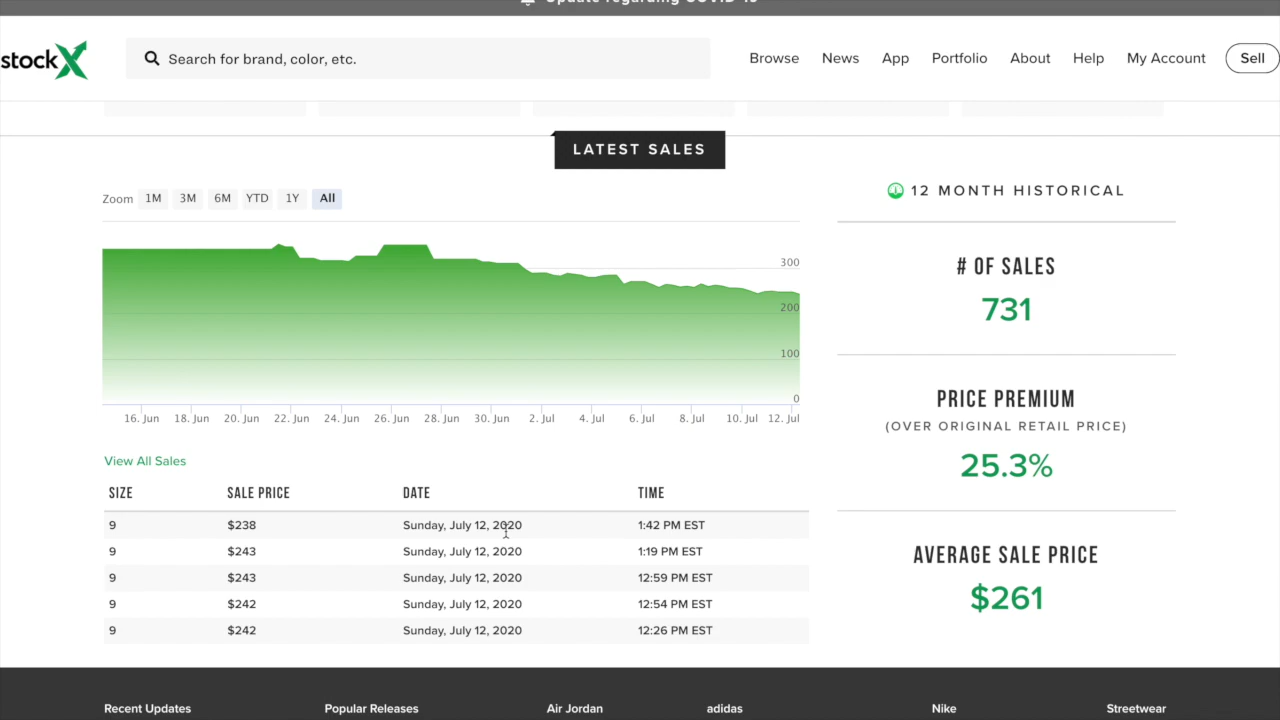 Update regarding COVID-19
stockX
Search for brand, color, etc.
Browse News App Portfolio About Help My Account Sell
LATEST SALES
Zoom 1M 3M 6M YTD 1Y All
300
200
100
0
16. Jun 18. Jun 20. Jun 22. Jun 24. Jun 26. Jun 28. Jun 30. Jun 2. Jul 4. Jul 6. Jul 8. Jul 10. Jul 12. Jul
12 MONTH HISTORICAL
# OF SALES
731
PRICE PREMIUM
(OVER ORIGINAL RETAIL PRICE)
25.3%
AVERAGE SALE PRICE
$261
View All Sales
SIZE SALE PRICE DATE TIME
9 $238 Sunday, July 12, 2020 1:42 PM EST
9 $243 Sunday, July 12, 2020 1:19 PM EST
9 $243 Sunday, July 12, 2020 12:59 PM EST
9 $242 Sunday, July 12, 2020 12:54 PM EST
9 $242 Sunday, July 12, 2020 12:26 PM EST
Recent Updates Popular Releases Air Jordan adidas Nike Streetwear